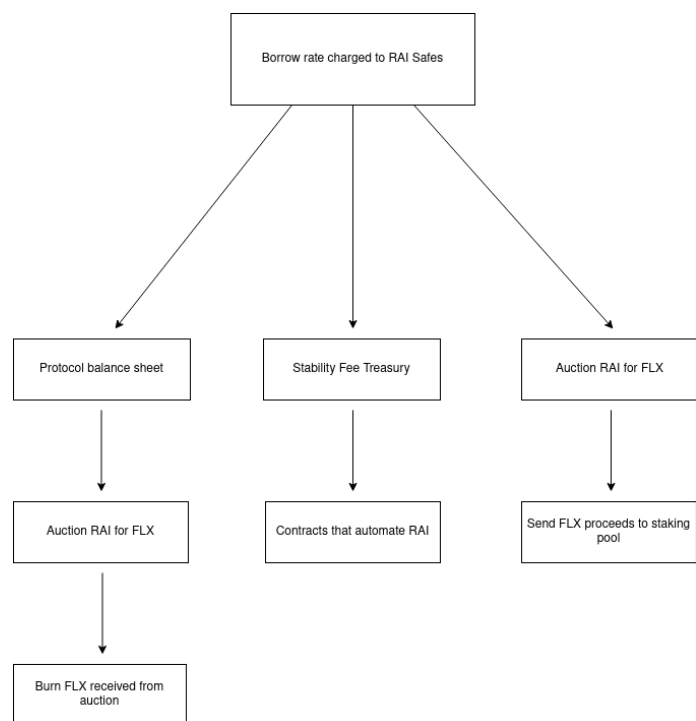 Borrow rate charged to RAI Safes
Protocol balance sheet
Stability Fee Treasury
Auction RAI for FLX
Auction RAI for FLX
Contracts that automate RAI
Send FLX proceeds to staking
pool
Burn FLX received from
auction